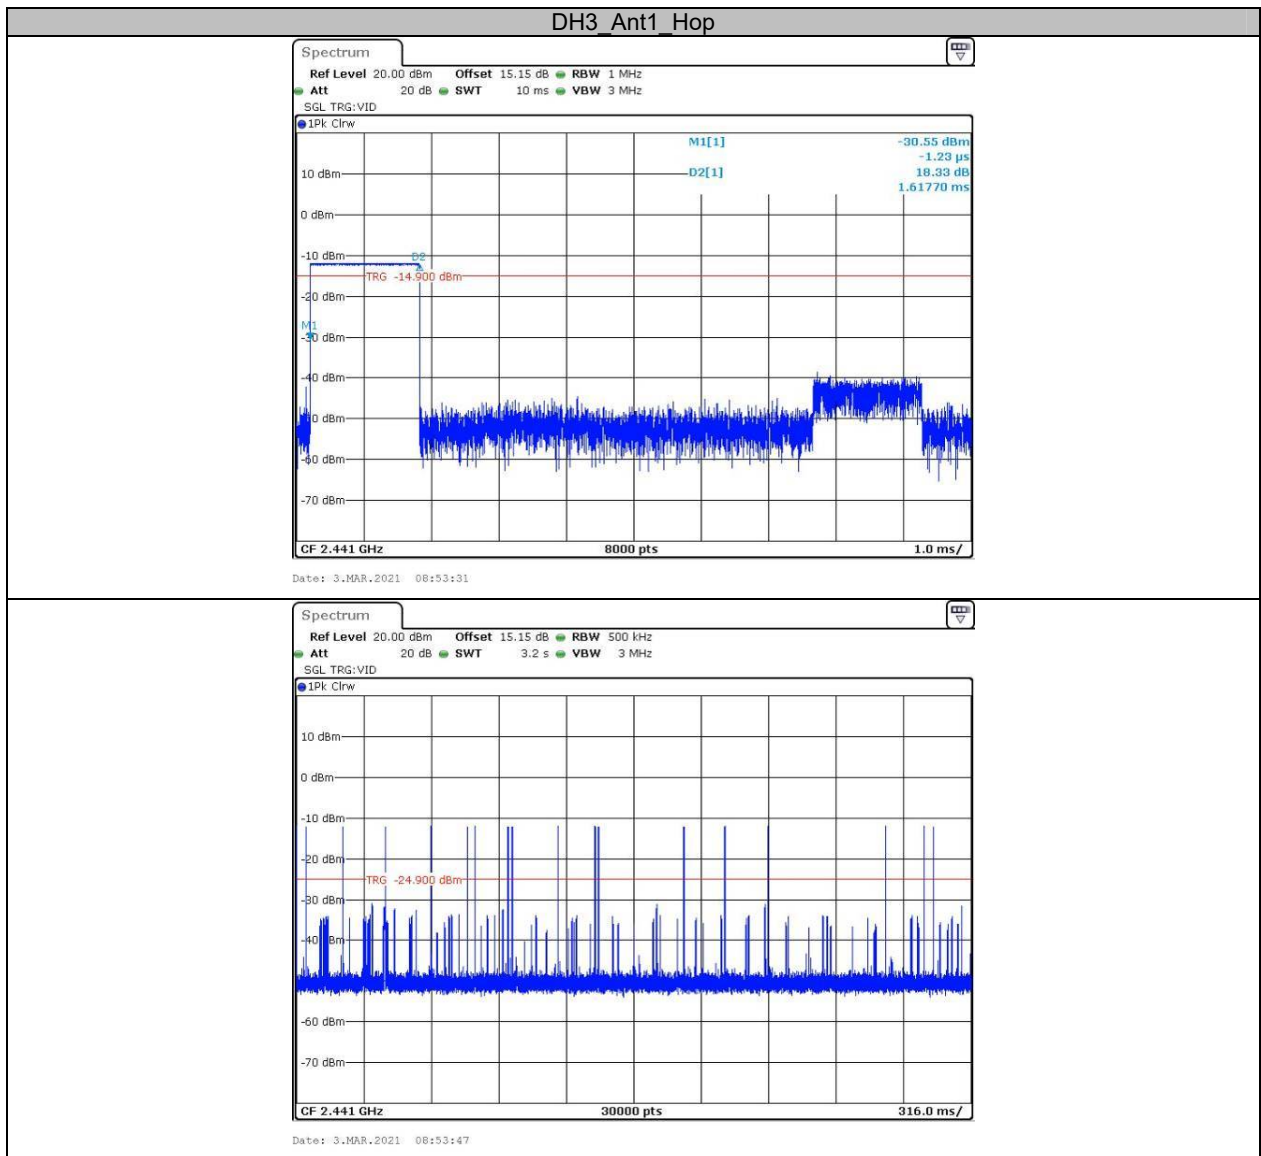 DH3_Ant1_Hop
Spectrum
Ref Level 20.00 dBm Offset 15.15 dB RBW 1 MHz
Att 20 dB SWT 10 ms VBW 3 MHz
SGL TRG:VID
1Pk Clrw
M1[1] -30.55 dBm
-1.23 µs
D2[1] 18.33 dB
1.61770 ms
10 dBm
0 dBm
-10 dBm
D2
TRG -14.900 dBm
-20 dBm
M1
-30 dBm
-40 dBm
-60 dBm
-70 dBm
CF 2.441 GHz 8000 pts 1.0 ms/
Date: 3.MAR.2021 08:53:31
Spectrum
Ref Level 20.00 dBm Offset 15.15 dB RBW 500 kHz
Att 20 dB SWT 3.2 s VBW 3 MHz
SGL TRG:VID
1Pk Clrw
10 dBm
0 dBm
-10 dBm
-20 dBm
TRG -24.900 dBm
-30 dBm
-40 dBm
-60 dBm
-70 dBm
CF 2.441 GHz 30000 pts 316.0 ms/
Date: 3.MAR.2021 08:53:47